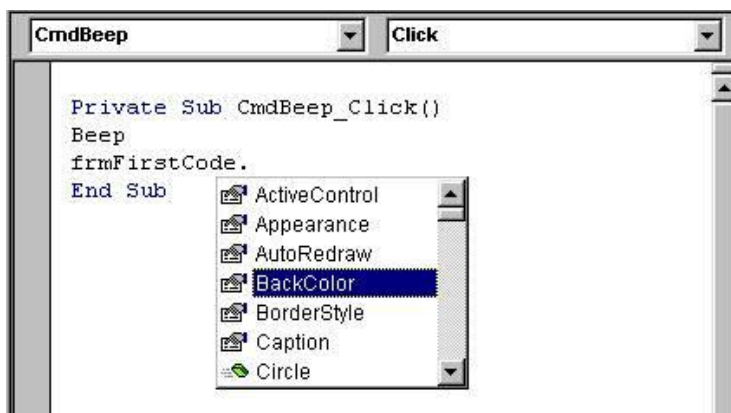 CmdBeep Click
Private Sub CmdBeep_Click()
Beep
frmFirstCode.
End Sub
ActiveControl
Appearance
AutoRedraw
BackColor
BorderStyle
Caption
Circle